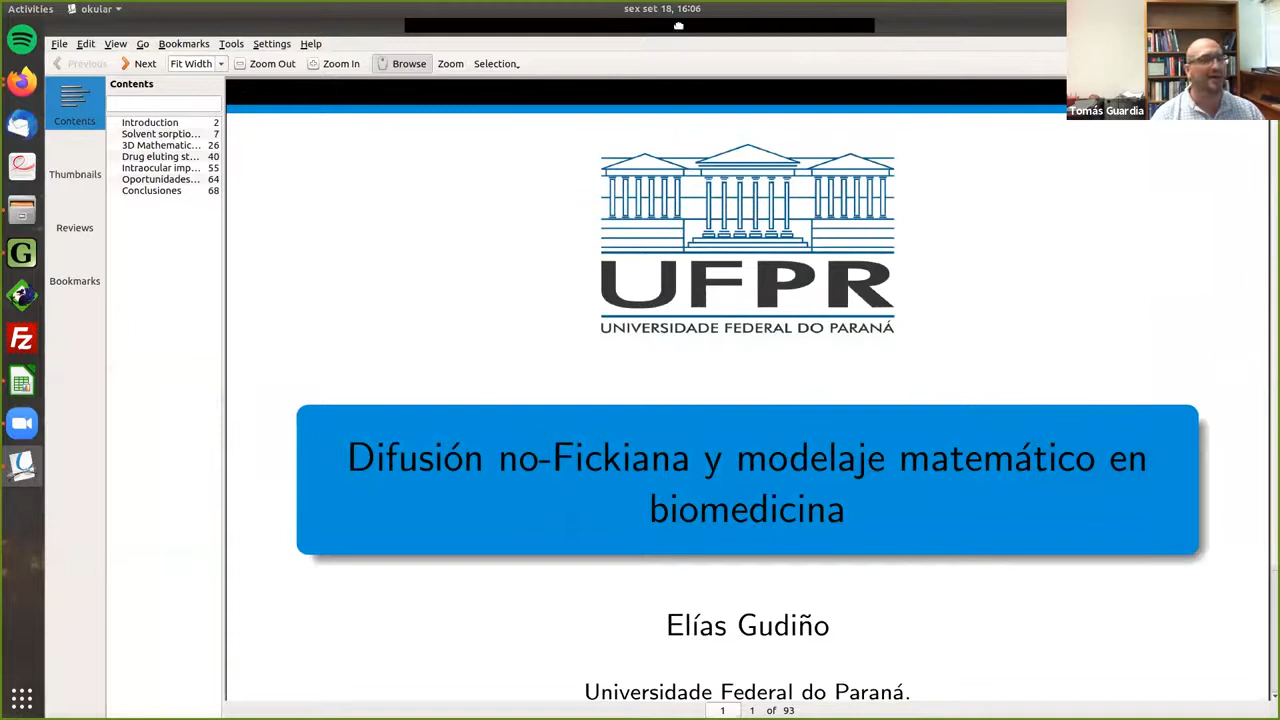 Activities
okular
sex set 18, 16:06
File Edit View Go Bookmarks Tools Settings Help
Previous Next Fit Width Zoom Out Zoom In Browse Zoom Selection
Tomás Guardia
Contents
Contents
Thumbnails
Reviews
Bookmarks
Introduction 2
Solvent sorptio... 7
3D Mathematic... 26
Drug eluting st... 40
Intraocular imp... 55
Oportunidades... 64
Conclusiones 68
UFPR
UNIVERSIDADE FEDERAL DO PARANÁ
Difusión no-Fickiana y modelaje matemático en
biomedicina
Elías Gudiño
Universidade Federal do Paraná.
1 1 of 93